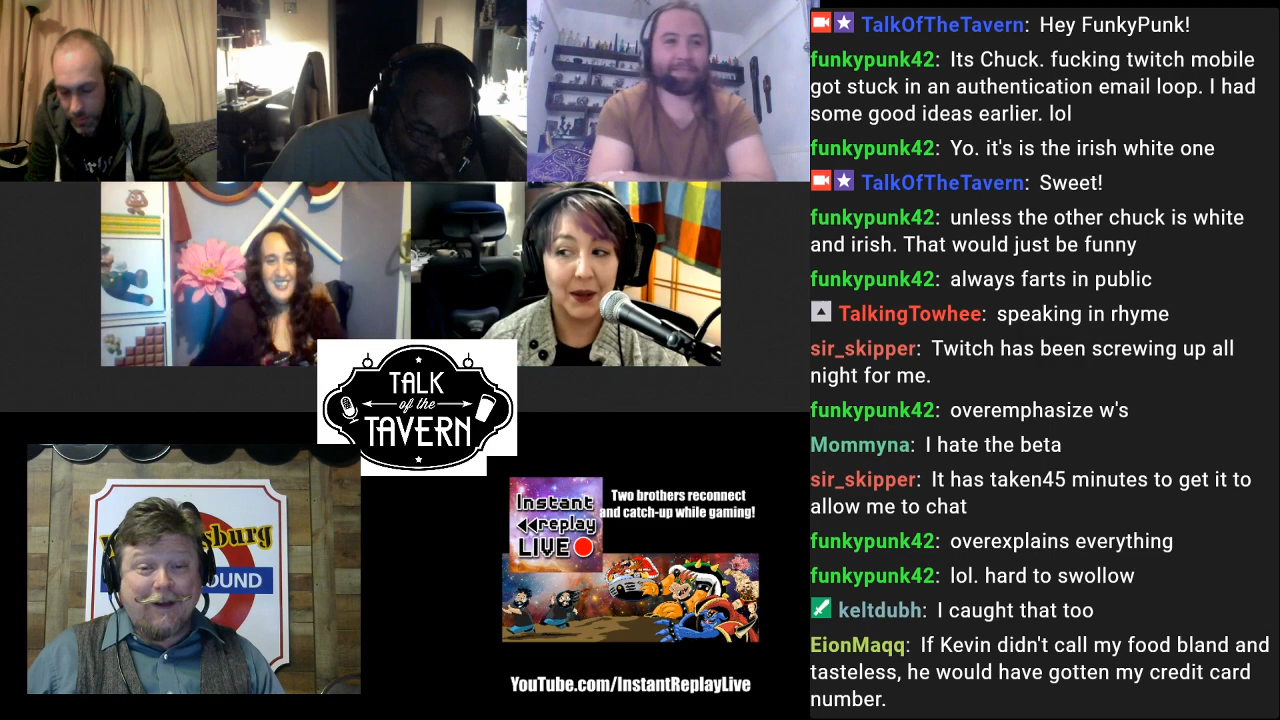 TALK
of the
TAVERN
sburg
OUND
Instant
replay
LIVE
Two brothers reconnect
and catch-up while gaming!
YouTube.com/InstantReplayLive
TalkOfTheTavern: Hey FunkyPunk!
funkypunk42: Its Chuck. fucking twitch mobile
got stuck in an authentication email loop. I had
some good ideas earlier. lol
funkypunk42: Yo. it's is the irish white one
TalkOfTheTavern: Sweet!
funkypunk42: unless the other chuck is white
and irish. That would just be funny
funkypunk42: always farts in public
TalkingTowhee: speaking in rhyme
sir_skipper: Twitch has been screwing up all
night for me.
funkypunk42: overemphasize w's
Mommyna: I hate the beta
sir_skipper: It has taken45 minutes to get it to
allow me to chat
funkypunk42: overexplains everything
funkypunk42: lol. hard to swollow
keltdubh: I caught that too
EionMaqq: If Kevin didn't call my food bland and
tasteless, he would have gotten my credit card
number.